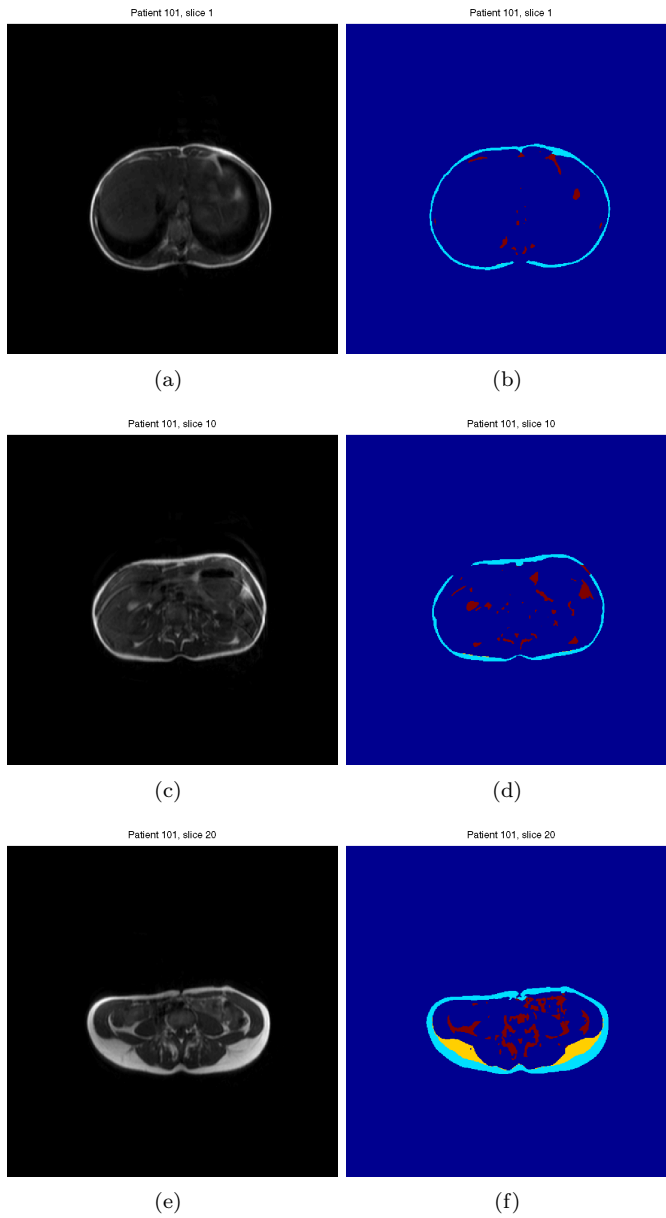 Patient 101, slice 1
Patient 101, slice 1
(a)
(b)
Patient 101, slice 10
Patient 101, slice 10
(c)
(d)
Patient 101, slice 20
Patient 101, slice 20
(e)
(f)